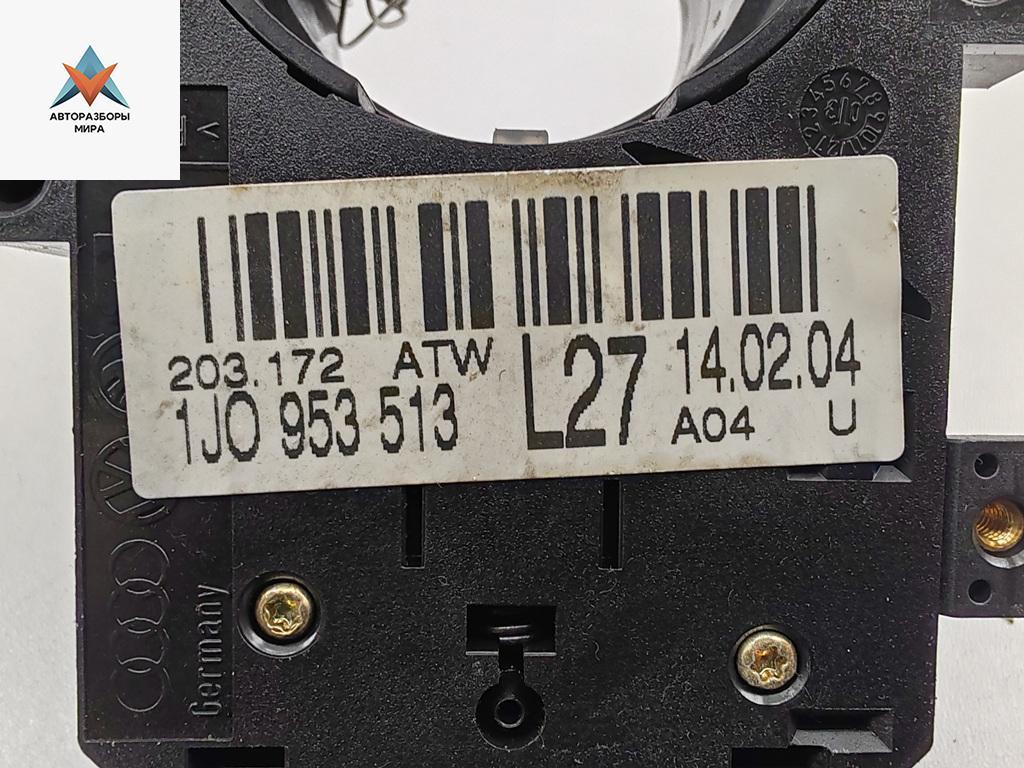 АВТОРАЗБОРЫ
МИРА
203.172 ATW L27 14.02.04
1J0 953 513 A04 U
Germany